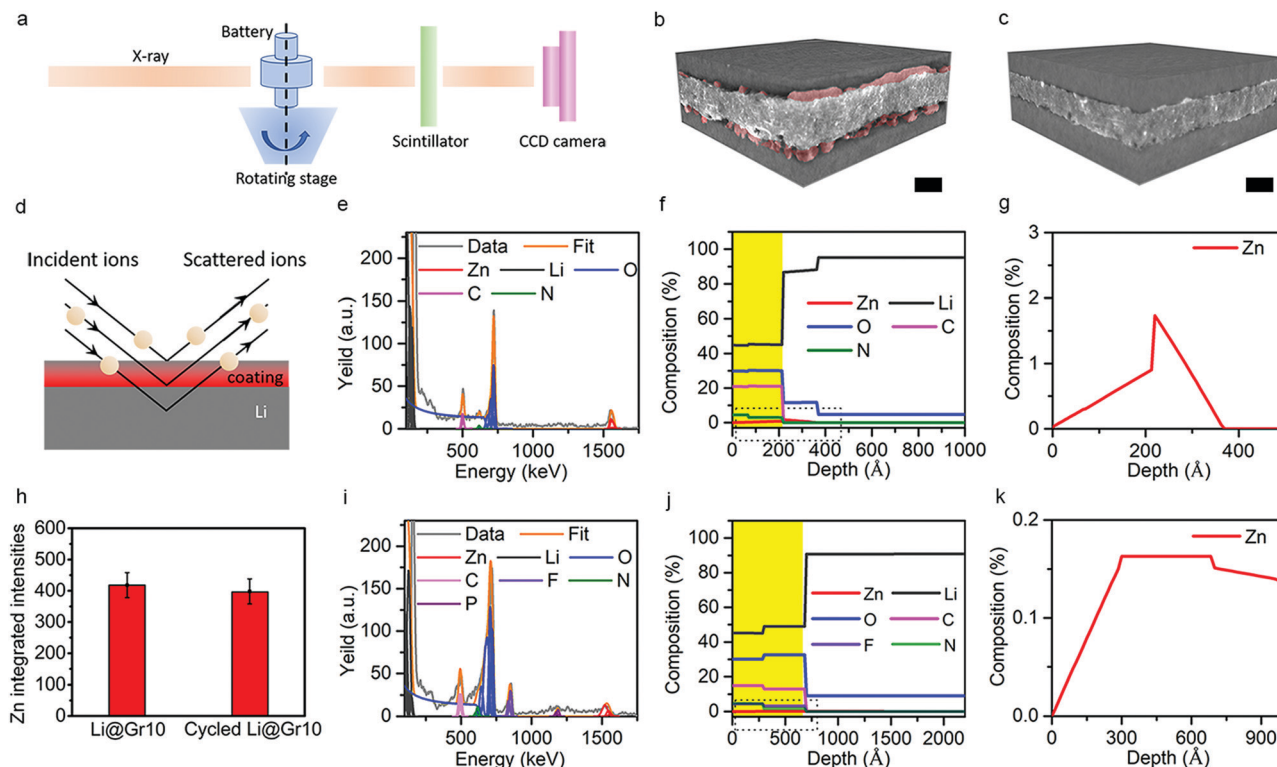 a
Battery
X-ray
Scintillator
CCD camera
Rotating stage
b
c
d
Incident ions
Scattered ions
coating
Li
e
Data
Fit
Zn
Li
O
C
N
200
150
100
50
0
Yeild (a.u.)
500
1000
1500
Energy (keV)
f
Zn
Li
O
C
N
100
80
60
40
20
0
Composition (%)
0
200
400
600
800
1000
Depth (Å)
g
Zn
3
2
1
0
Composition (%)
0
200
400
Depth (Å)
h
600
500
400
300
200
100
0
Zn integrated intensities
Li@Gr10
Cycled Li@Gr10
i
Data
Fit
Zn
Li
O
C
F
N
P
200
150
100
50
0
Yeild (a.u.)
500
1000
1500
Energy (keV)
j
Zn
Li
O
C
F
N
100
80
60
40
20
0
Composition (%)
0
500
1000
1500
2000
Depth (Å)
k
Zn
0.2
0.1
0.0
Composition (%)
0
300
600
900
Depth (Å)